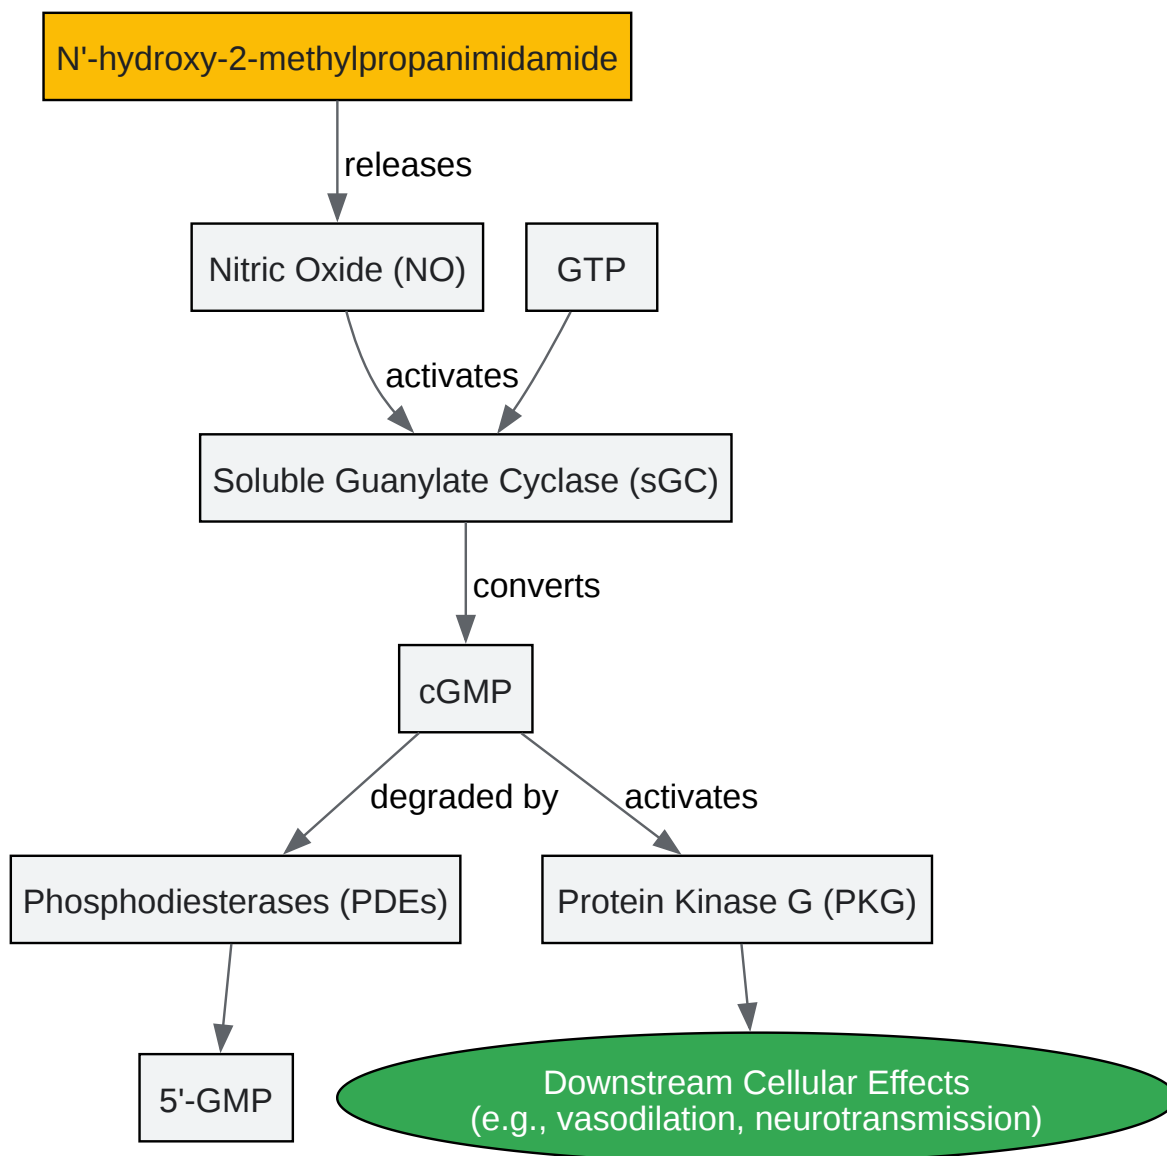 N'-hydroxy-2-methylpropanimidamide
releases
Nitric Oxide (NO)
GTP
activates
Soluble Guanylate Cyclase (sGC)
converts
cGMP
degraded by
activates
Phosphodiesterases (PDEs)
Protein Kinase G (PKG)
5'-GMP
Downstream Cellular Effects
(e.g., vasodilation, neurotransmission)